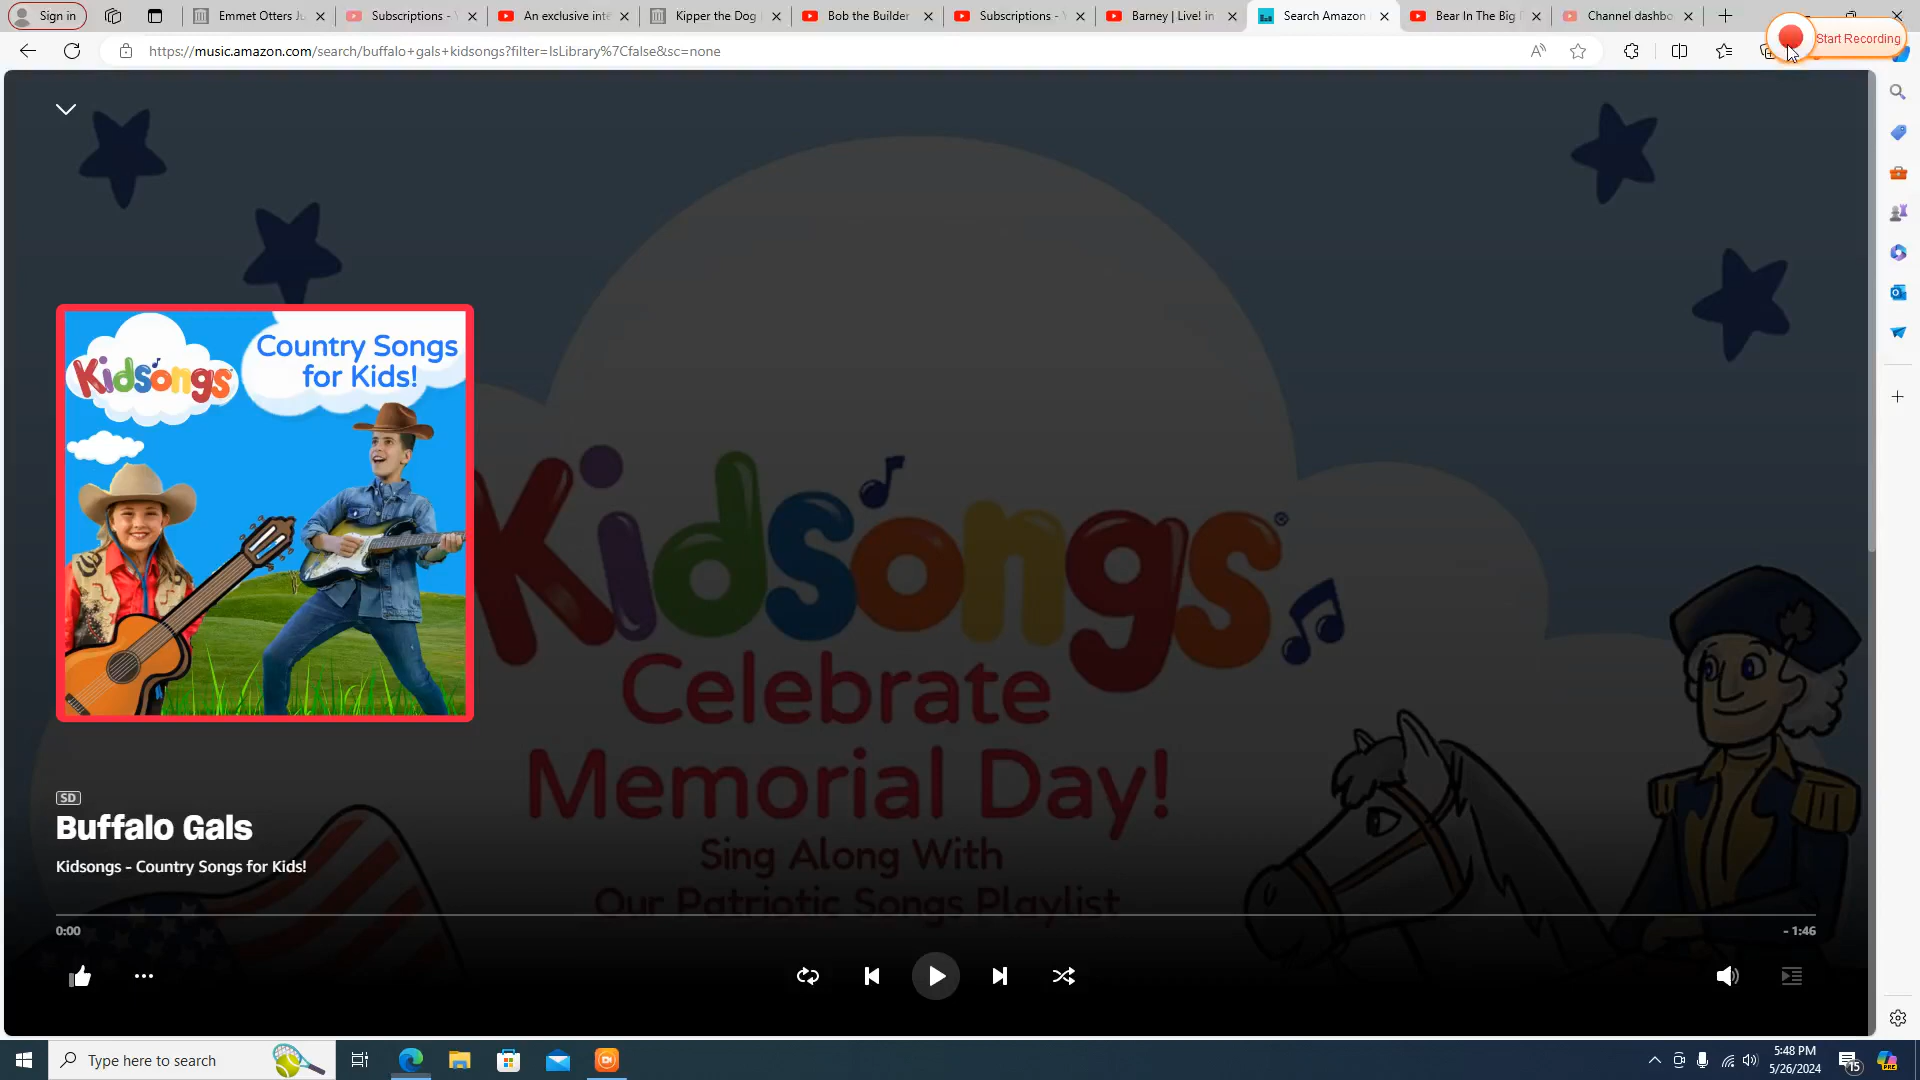 Sign in
Emmet Otters Ju
Subscriptions - Y
An exclusive inte
Kipper the Dog
Bob the Builder
Subscriptions - Y
Barney | Live! in
Search Amazon
Bear In The Big
Channel dashbo
Start Recording
https://music.amazon.com/search/buffalo+gals+kidsongs?filter=IsLibrary%7Cfalse&sc=none
Kidsongs
Country Songs
for Kids!
Kidsongs®
Celebrate
Memorial Day!
Sing Along With
Our Patriotic Songs Playlist
SD
Buffalo Gals
Kidsongs - Country Songs for Kids!
0:00
- 1:46
Type here to search
5:48 PM
5/26/2024
15
PRE